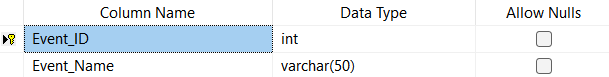 Column Name Data Type Allow Nulls
Event_ID int
Event_Name varchar(50)